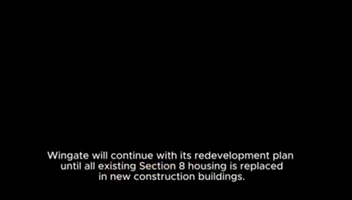 Wingate will continue with its redevelopment plan
until all existing Section 8 housing is replaced
in new construction buildings.